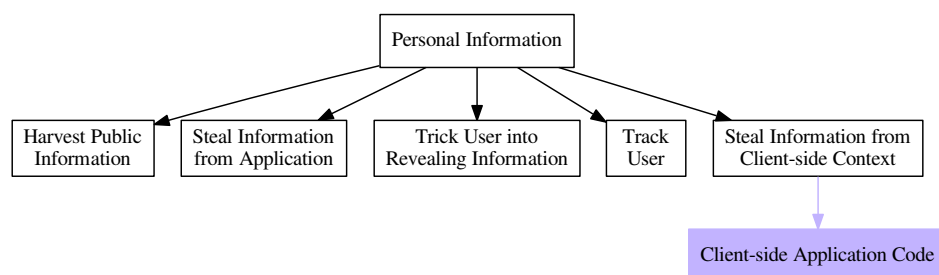 Personal Information
Harvest Public
Information
Steal Information
from Application
Trick User into
Revealing Information
Track
User
Steal Information from
Client-side Context
Client-side Application Code